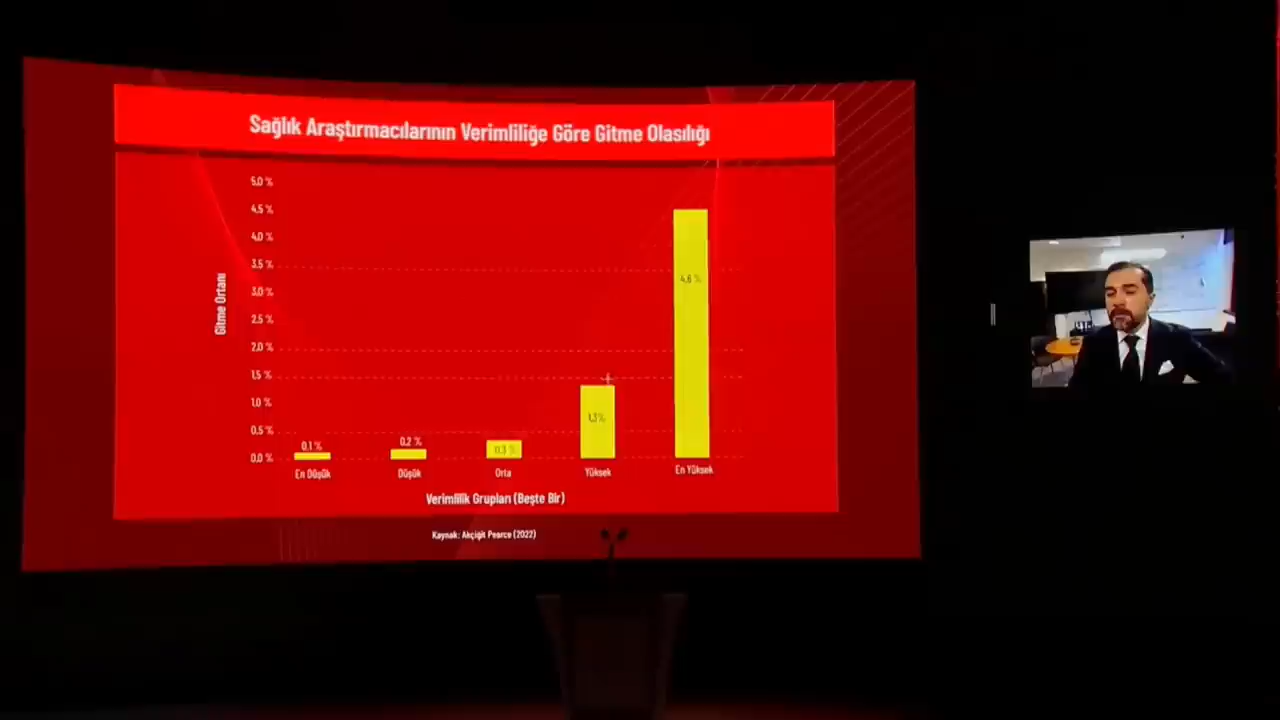 Sağlık Araştırmacılarının Verimliliğe Göre Gitme Olasılığı
Gitme Ortanı
5,0 %
4,5 %
4,0 %
3,5 %
3,0 %
2,5 %
2,0 %
1,5 %
1,0 %
0,5 %
0,0 %
0,1 %
0,2 %
0,3 %
1,3%
4,6 %
En Düşük
Düşük
Orta
Yüksek
En Yüksek
Verimlilik Grupları (Beşte Bir)
Kaynak: Akçiğit Pearce (2022)